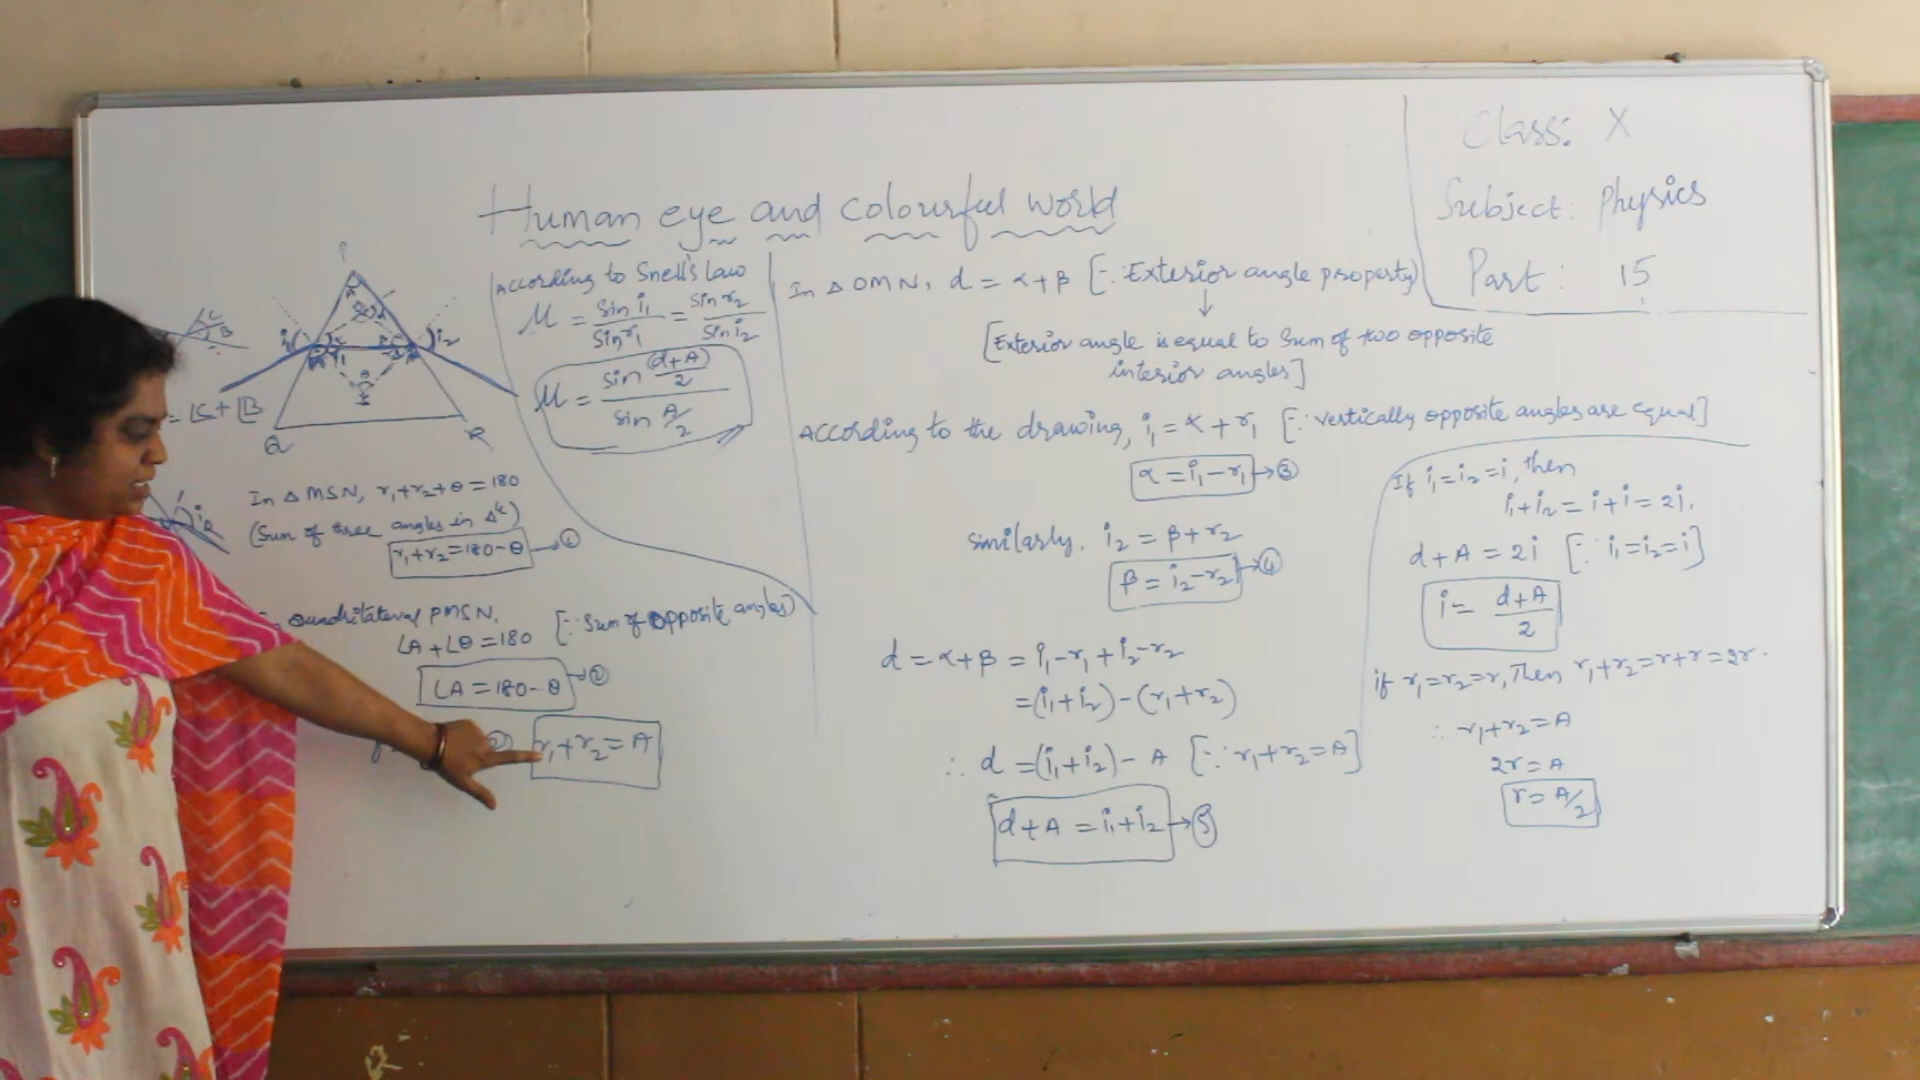 Class: X
Subject: Physics
Part: 15
Human eye and colourful world
P
i1
i2
Q
R
C
B
= ∠C + ∠B
In Δ MSN, r1+r2+θ = 180
(Sum of three angles in Δle)
r1+r2 = 180-θ → ①
quadrilateral PMSN,
∠A + ∠θ = 180 [∵ Sum of opposite angles]
∠A = 180-θ → ②
r1+r2 = A
According to Snell's law
μ = sin i1 / sin r1 = sin r2 / sin i2
μ = sin (d+A)/2 / sin A/2
In Δ OMN, d = α+β [∵ Exterior angle property]
↓
[Exterior angle is equal to Sum of two opposite
interior angles]
According to the drawing, i1 = α + r1 [∵ vertically opposite angles are equal]
α = i1-r1 → ③
similarly, i2 = β+r2
β = i2-r2 → ④
d = α+β = i1-r1+i2-r2
= (i1+i2)-(r1+r2)
∴ d = (i1+i2) - A [∵ r1+r2 = A]
d+A = i1+i2 → ⑤
If i1=i2=i, then
i1+i2 = i+i = 2i.
d+A = 2i [∵ i1=i2=i]
i = d+A / 2
if r1=r2=r, Then r1+r2=r+r=2r.
∴ r1+r2 = A
2r = A
r = A/2